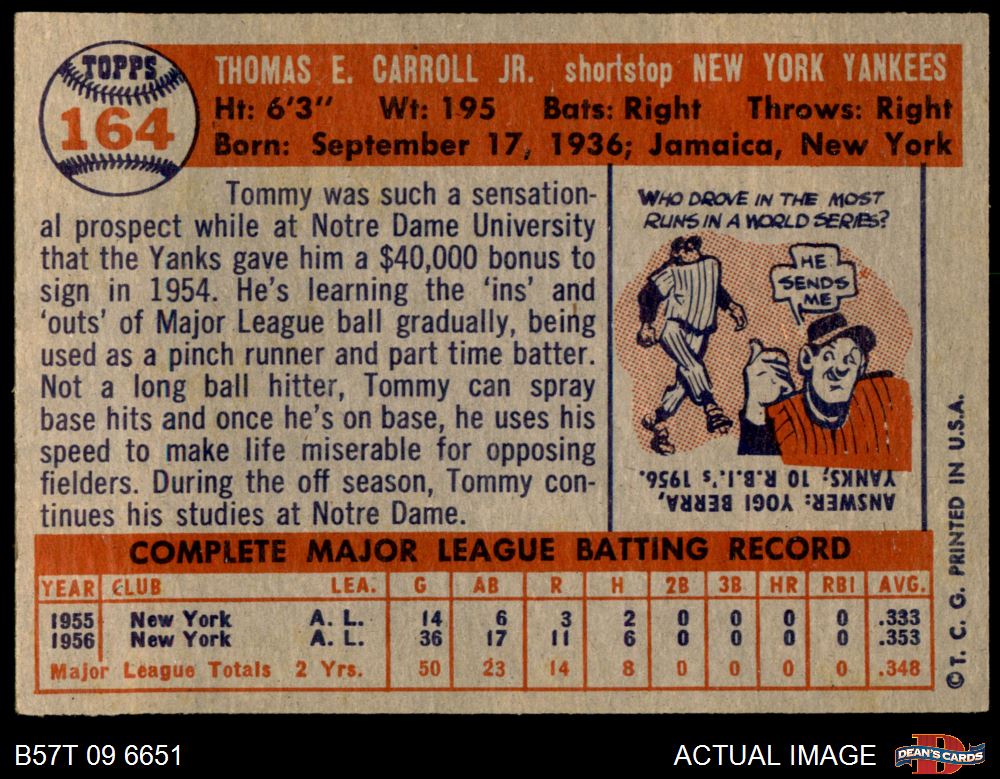 TOPPS
164
THOMAS E. CARROLL JR. shortstop NEW YORK YANKEES
Ht: 6'3" Wt: 195 Bats: Right Throws: Right
Born: September 17, 1936; Jamaica, New York
Tommy was such a sensation-
al prospect while at Notre Dame University
that the Yanks gave him a $40,000 bonus to
sign in 1954. He's learning the 'ins' and
'outs' of Major League ball gradually, being
used as a pinch runner and part time batter.
Not a long ball hitter, Tommy can spray
base hits and once he's on base, he uses his
speed to make life miserable for opposing
fielders. During the off season, Tommy con-
tinues his studies at Notre Dame.
WHO DROVE IN THE MOST
RUNS IN A WORLD SERIES?
HE
SENDS
ME
ANSWER: YOGI BERRA,
YANKS; 10 R.B.I.'s 1956.
COMPLETE MAJOR LEAGUE BATTING RECORD
YEAR CLUB LEA. G AB R H 2B 3B HR RBI AVG.
1955 New York A. L. 14 6 3 2 0 0 0 0 .333
1956 New York A. L. 36 17 11 6 0 0 0 0 .353
Major League Totals 2 Yrs. 50 23 14 8 0 0 0 0 .348
©T. C. G. PRINTED IN U.S.A.
B57T 09 6651
ACTUAL IMAGE
D
DEAN'S CARDS